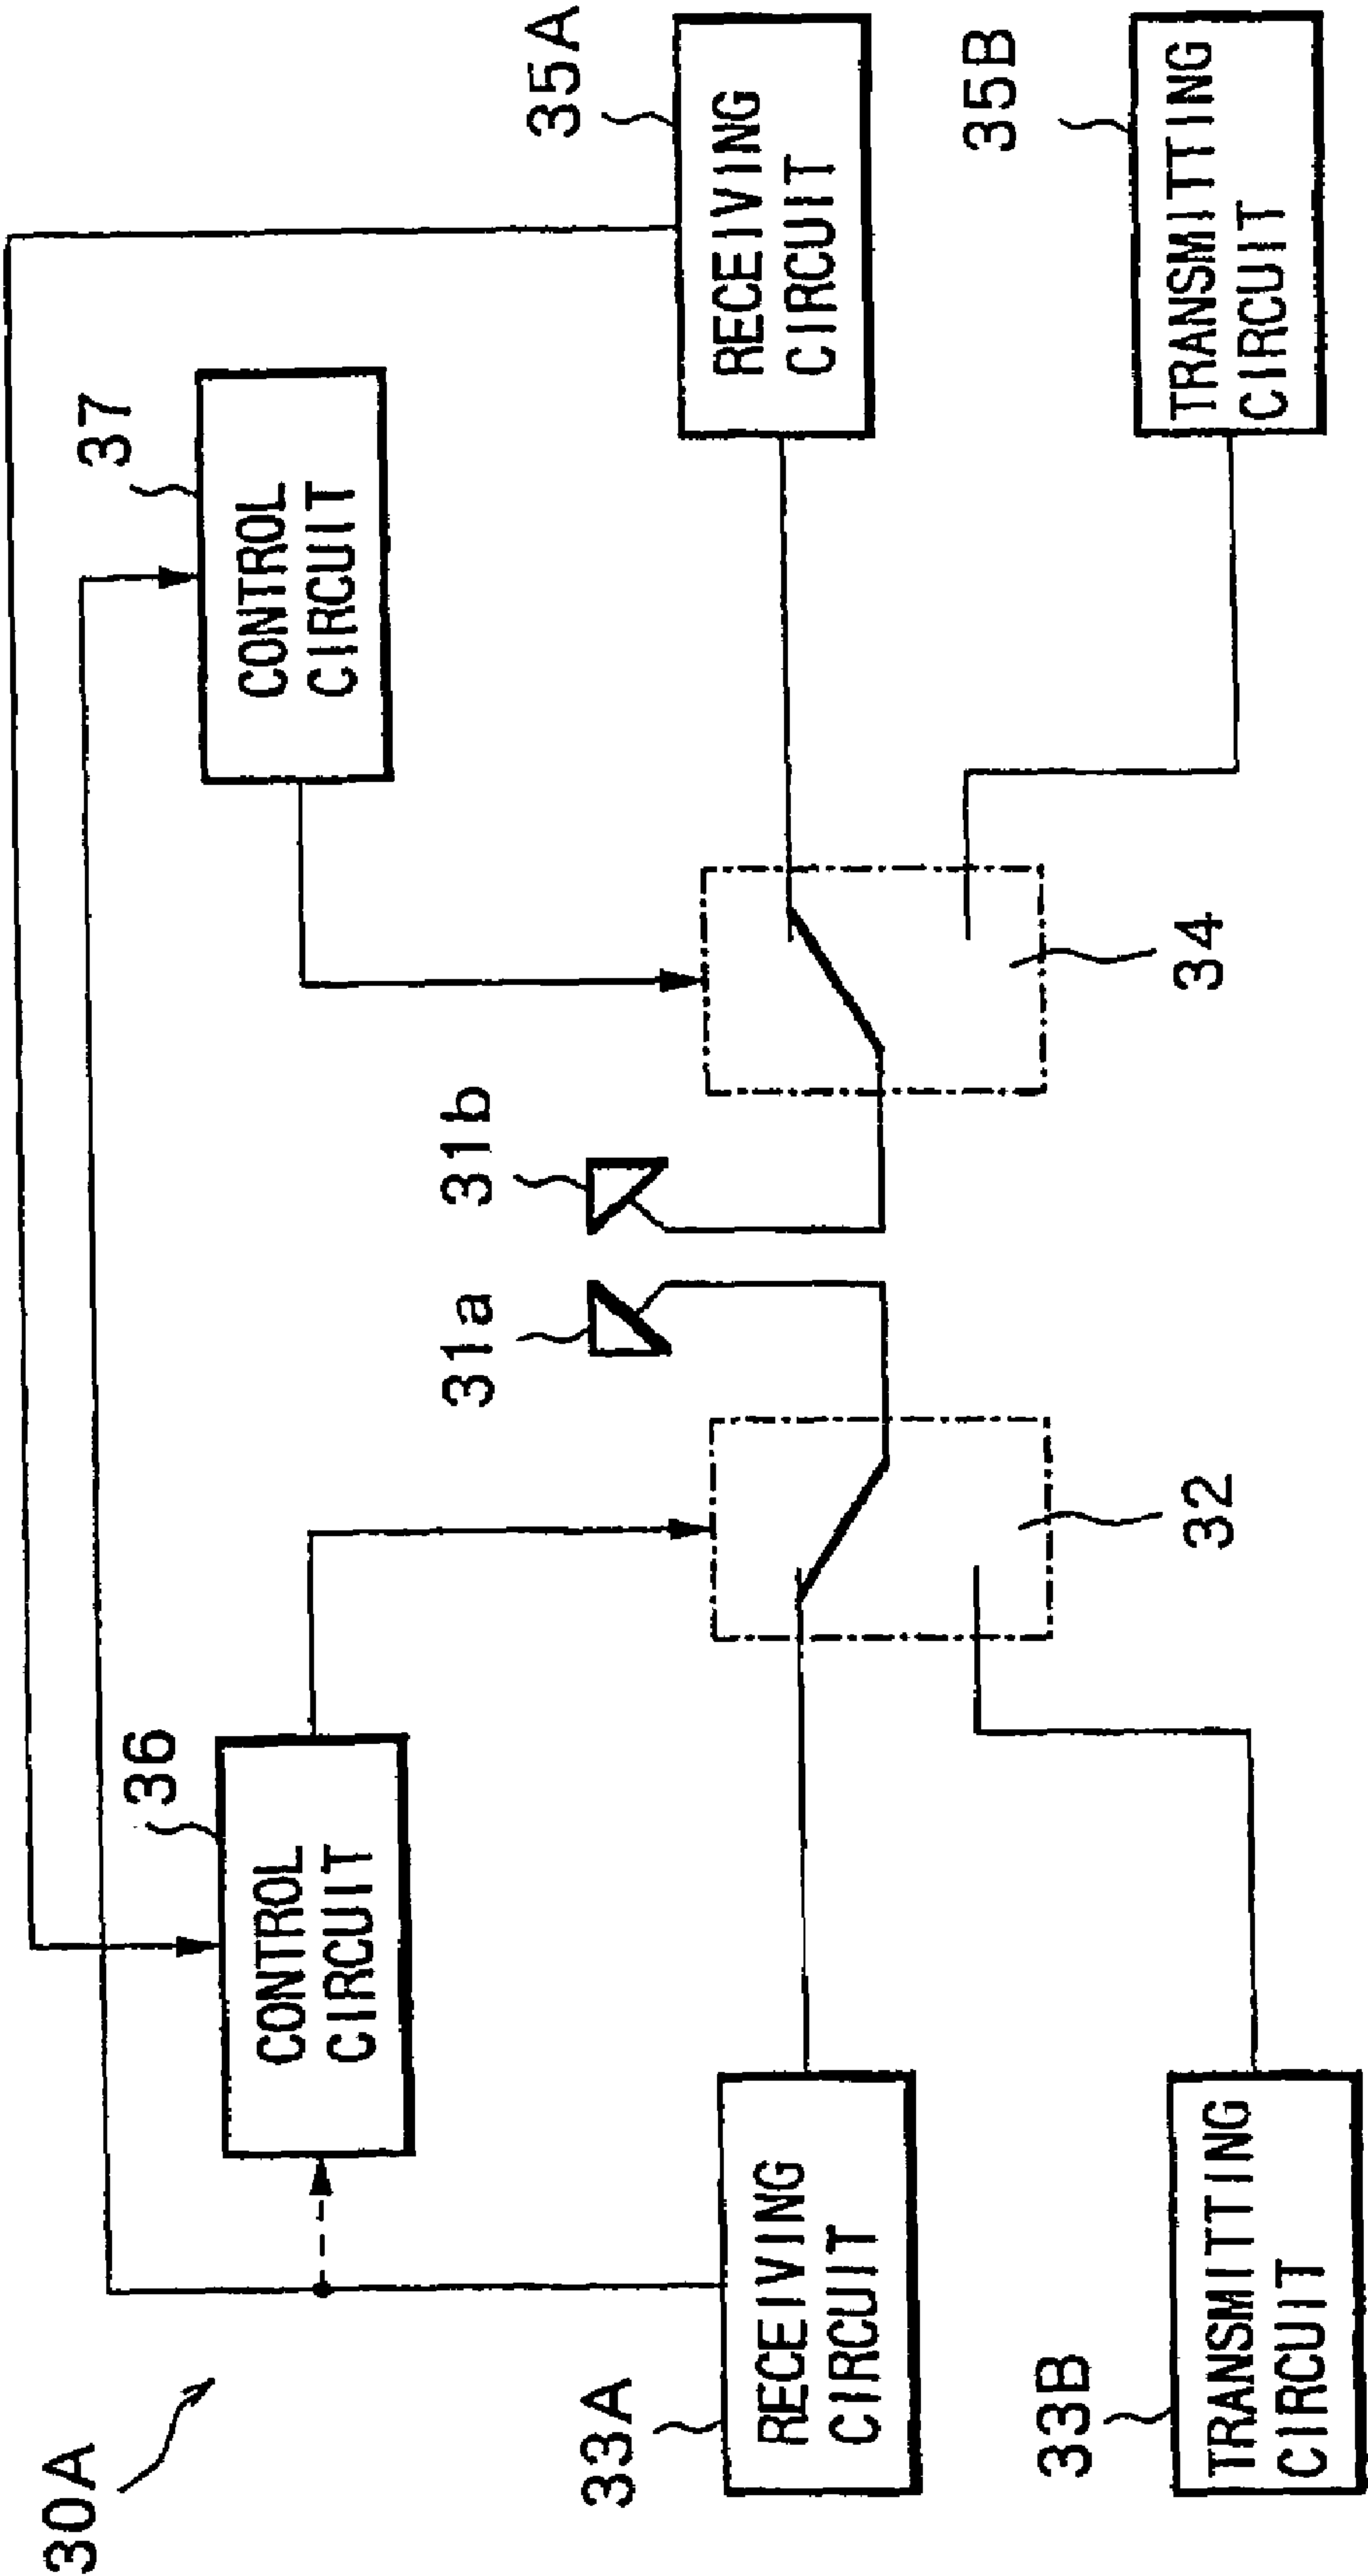 30A
36
37
CONTROL
CIRCUIT
CONTROL
CIRCUIT
31a
31b
33A
35A
RECEIVING
CIRCUIT
RECEIVING
CIRCUIT
32
34
33B
35B
TRANSMITTING
CIRCUIT
TRANSMITTING
CIRCUIT